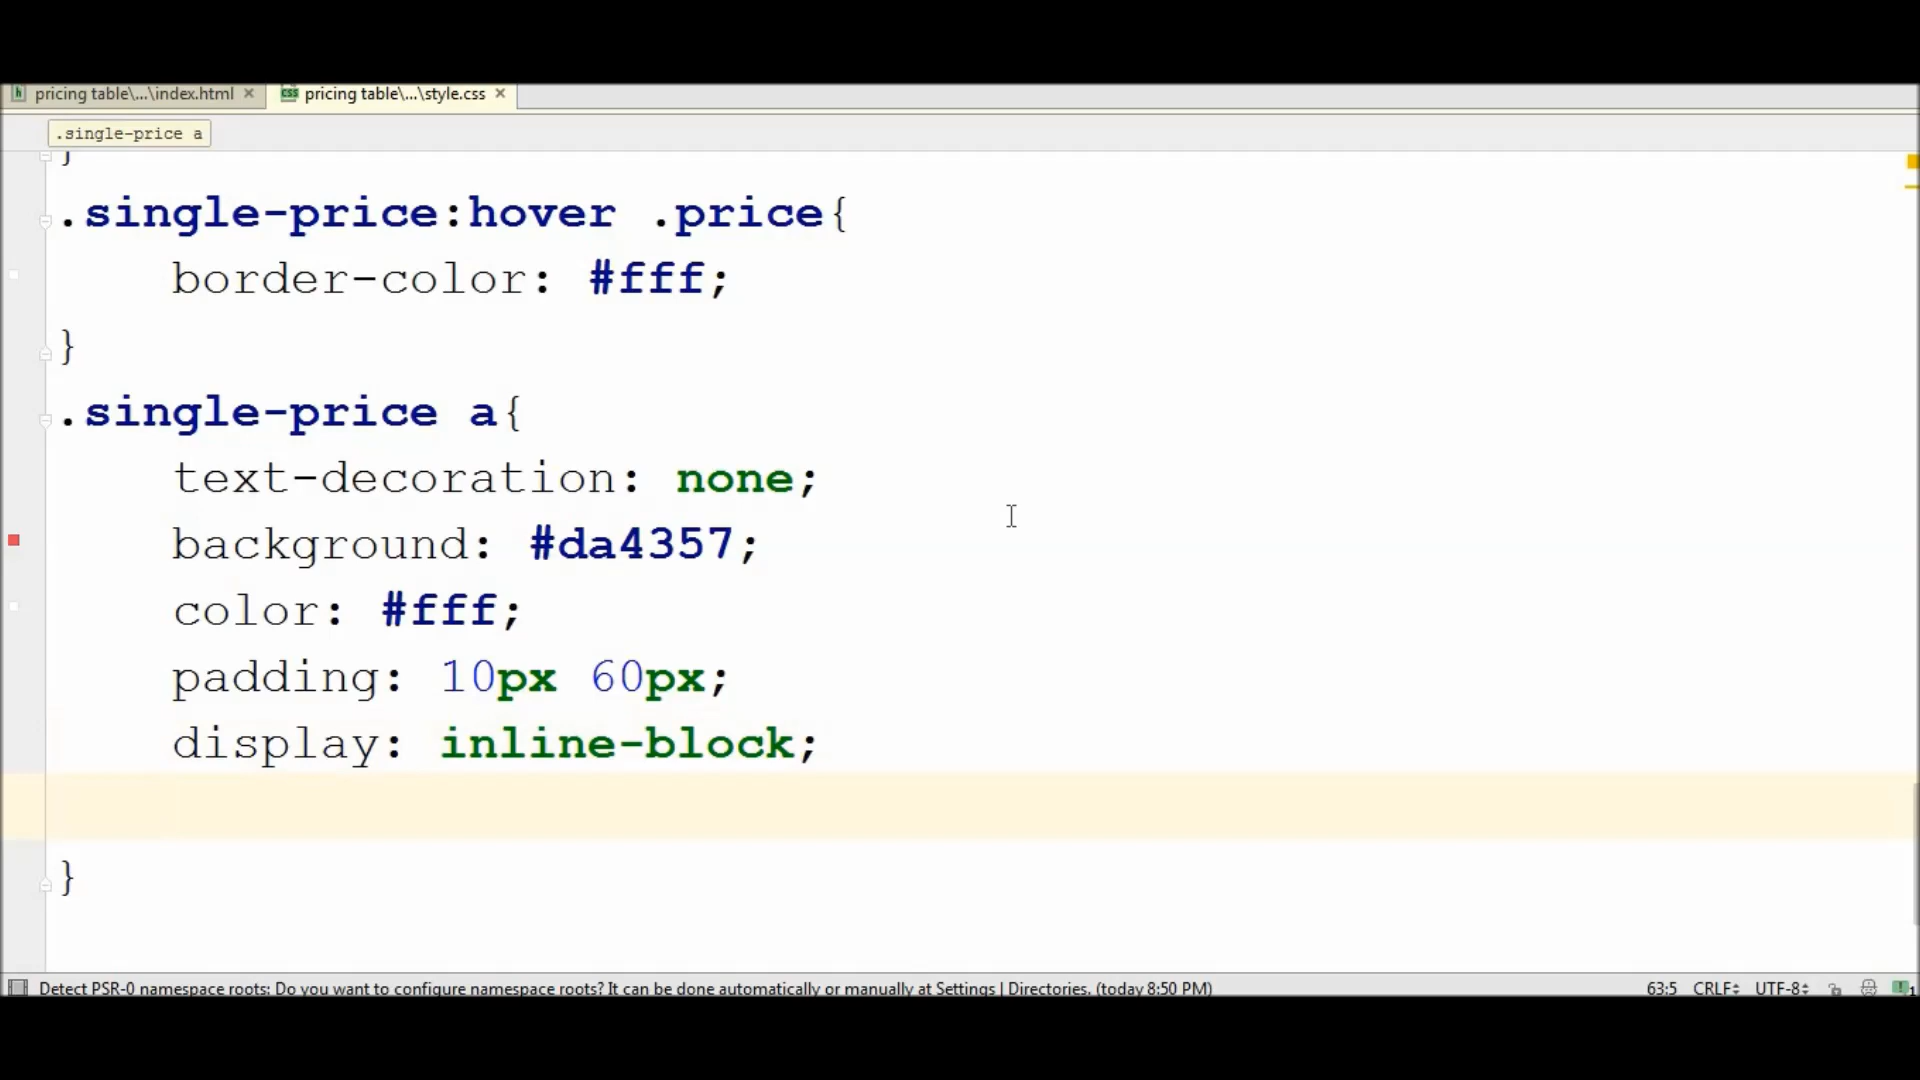 pricing table\...\index.html
pricing table\...\style.css
.single-price a
}
.single-price:hover .price{
border-color: #fff;
}
.single-price a{
text-decoration: none;
background: #da4357;
color: #fff;
padding: 10px 60px;
display: inline-block;
}
Detect PSR-0 namespace roots: Do you want to configure namespace roots? It can be done automatically or manually at Settings | Directories. (today 8:50 PM)
63:5 CRLF UTF-8 1